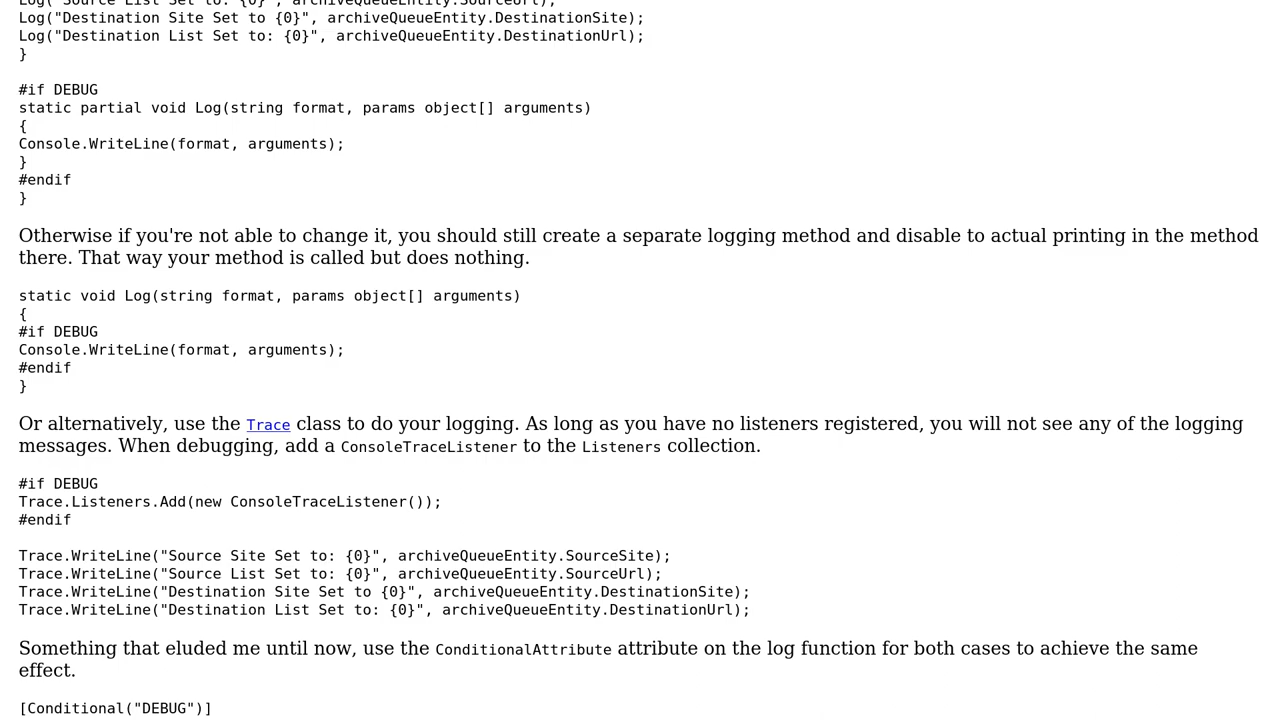 Log("Source List Set to: {0}", archiveQueueEntity.SourceUrl);
Log("Destination Site Set to {0}", archiveQueueEntity.DestinationSite);
Log("Destination List Set to: {0}", archiveQueueEntity.DestinationUrl);
}
#if DEBUG
static partial void Log(string format, params object[] arguments)
{
Console.WriteLine(format, arguments);
}
#endif
}
Otherwise if you're not able to change it, you should still create a separate logging method and disable to actual printing in the method
there. That way your method is called but does nothing.
static void Log(string format, params object[] arguments)
{
#if DEBUG
Console.WriteLine(format, arguments);
#endif
}
Or alternatively, use the Trace class to do your logging. As long as you have no listeners registered, you will not see any of the logging
messages. When debugging, add a ConsoleTraceListener to the Listeners collection.
#if DEBUG
Trace.Listeners.Add(new ConsoleTraceListener());
#endif
Trace.WriteLine("Source Site Set to: {0}", archiveQueueEntity.SourceSite);
Trace.WriteLine("Source List Set to: {0}", archiveQueueEntity.SourceUrl);
Trace.WriteLine("Destination Site Set to {0}", archiveQueueEntity.DestinationSite);
Trace.WriteLine("Destination List Set to: {0}", archiveQueueEntity.DestinationUrl);
Something that eluded me until now, use the ConditionalAttribute attribute on the log function for both cases to achieve the same
effect.
[Conditional("DEBUG")]